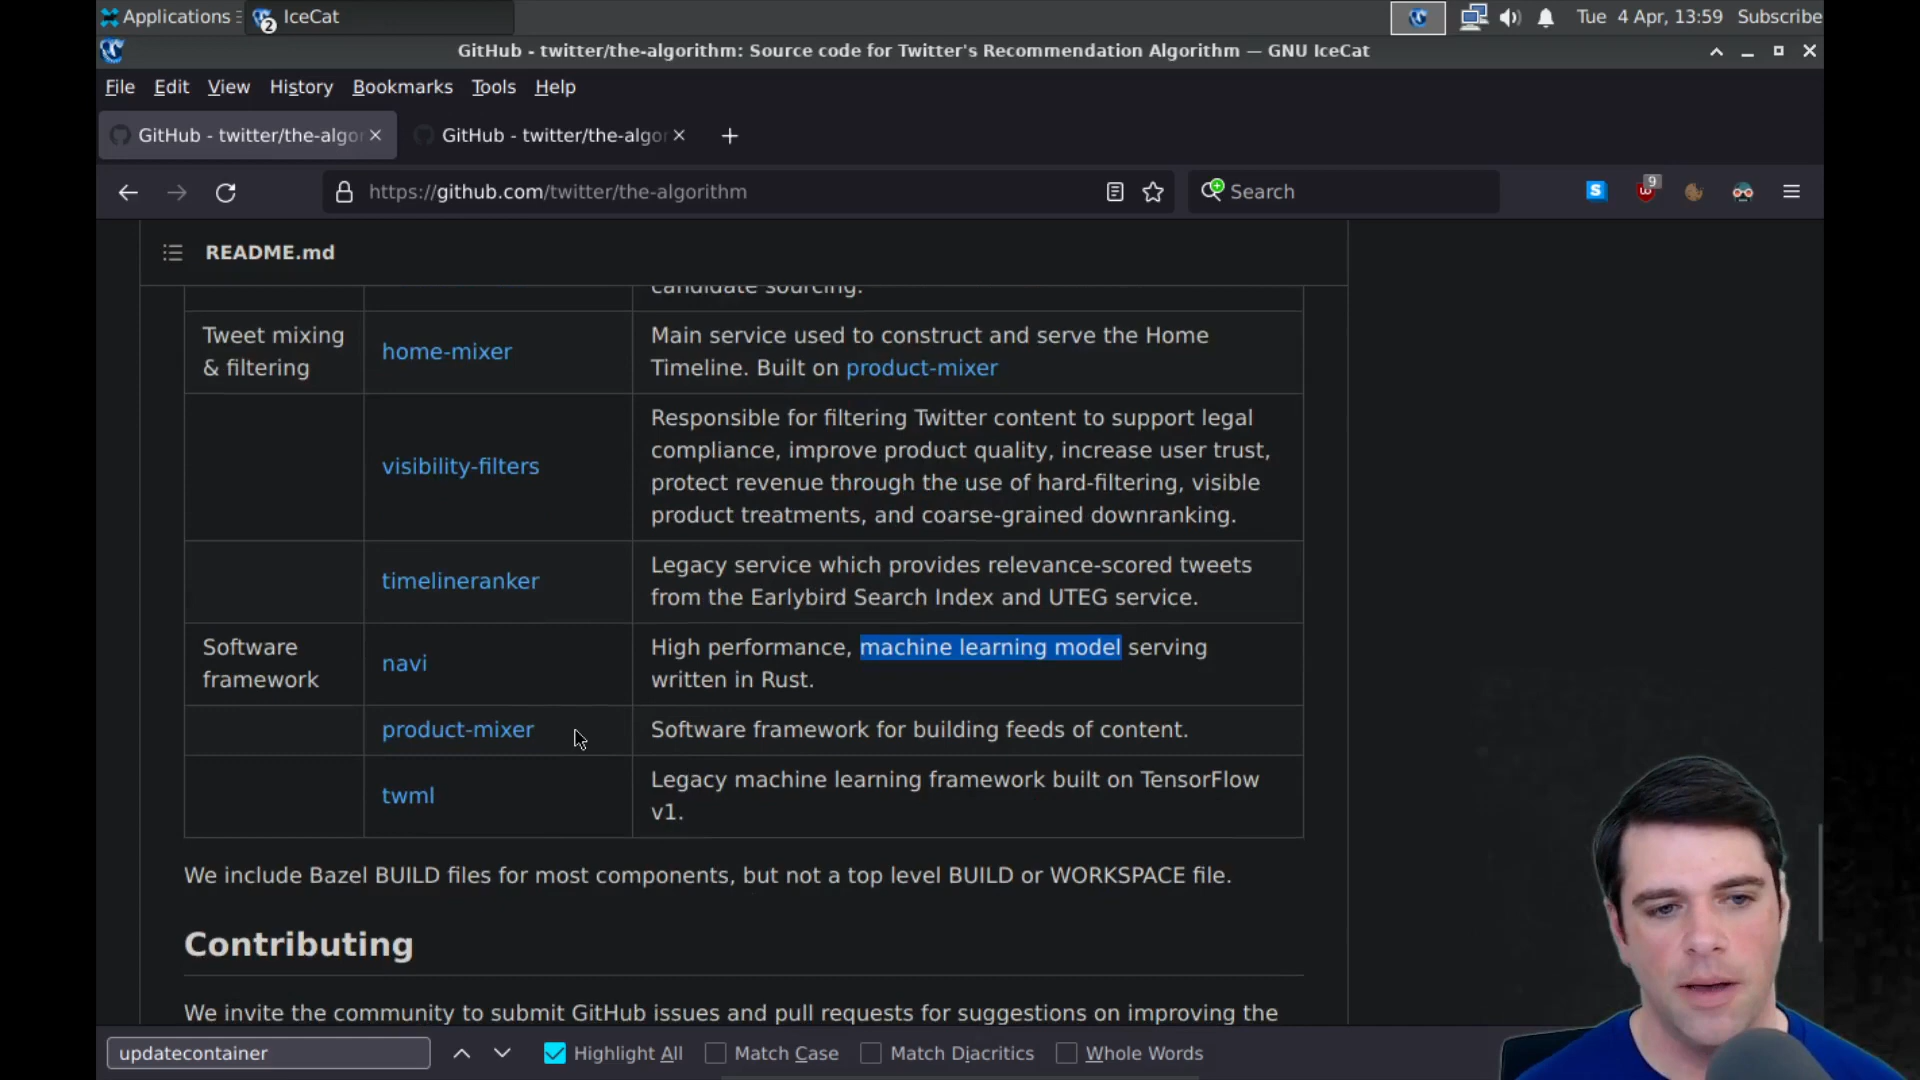 Applications
2
IceCat
Tue 4 Apr, 13:59
Subscribe
GitHub - twitter/the-algorithm: Source code for Twitter's Recommendation Algorithm — GNU IceCat
File Edit View History Bookmarks Tools Help
GitHub - twitter/the-algor
GitHub - twitter/the-algor
https://github.com/twitter/the-algorithm
Search
S
9
README.md
candidate sourcing.
Tweet mixing
& filtering
home-mixer
Main service used to construct and serve the Home
Timeline. Built on product-mixer
visibility-filters
Responsible for filtering Twitter content to support legal
compliance, improve product quality, increase user trust,
protect revenue through the use of hard-filtering, visible
product treatments, and coarse-grained downranking.
timelineranker
Legacy service which provides relevance-scored tweets
from the Earlybird Search Index and UTEG service.
Software
framework
navi
High performance, machine learning model serving
written in Rust.
product-mixer
Software framework for building feeds of content.
twml
Legacy machine learning framework built on TensorFlow
v1.
We include Bazel BUILD files for most components, but not a top level BUILD or WORKSPACE file.
Contributing
We invite the community to submit GitHub issues and pull requests for suggestions on improving the
updatecontainer
Highlight All
Match Case
Match Diacritics
Whole Words